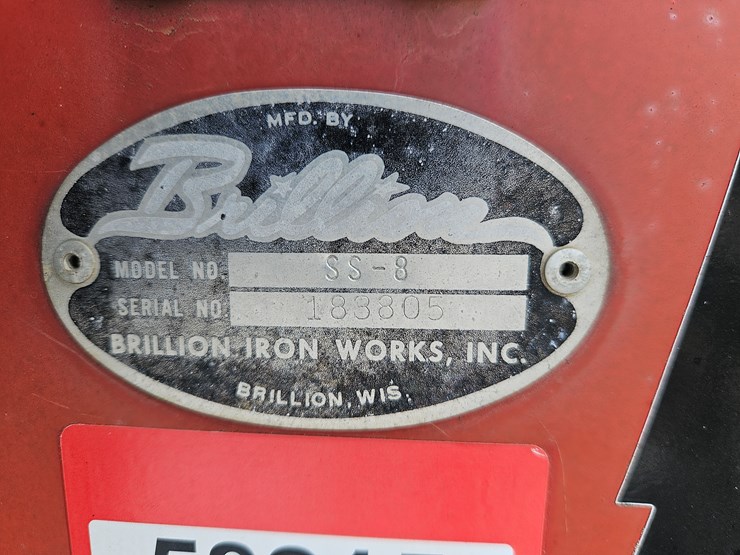 MFD. BY
Brillion
MODEL NO. SS-8
SERIAL NO. 183805
BRILLION IRON WORKS, INC.
BRILLION, WIS.